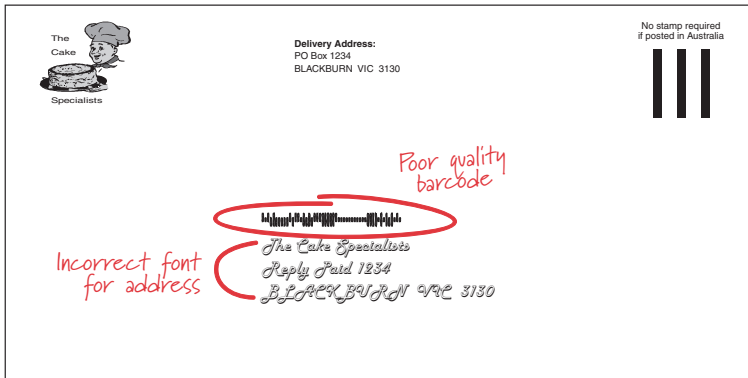 The
Cake
Specialists
Delivery Address:
PO Box 1234
BLACKBURN VIC 3130
No stamp required
if posted in Australia
Poor quality
barcode
Incorrect font
for address
The Cake Specialists
Reply Paid 1234
BLACKBURN VIC 3130